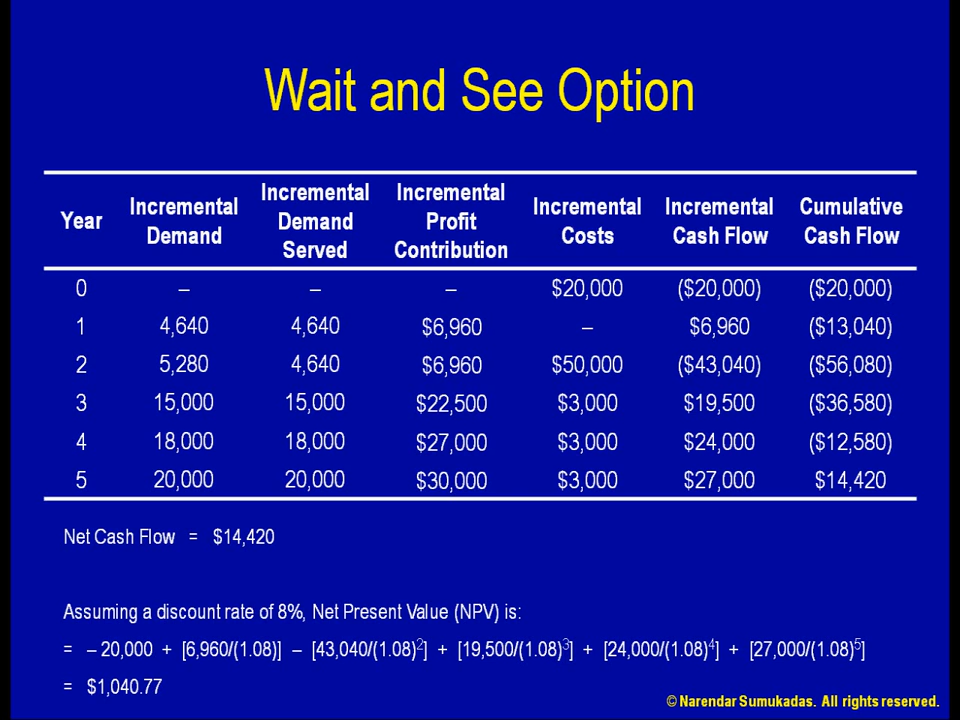 Wait and See Option
Year Incremental Demand Incremental Demand Served Incremental Profit Contribution Incremental Costs Incremental Cash Flow Cumulative Cash Flow
0 – – – $20,000 ($20,000) ($20,000)
1 4,640 4,640 $6,960 – $6,960 ($13,040)
2 5,280 4,640 $6,960 $50,000 ($43,040) ($56,080)
3 15,000 15,000 $22,500 $3,000 $19,500 ($36,580)
4 18,000 18,000 $27,000 $3,000 $24,000 ($12,580)
5 20,000 20,000 $30,000 $3,000 $27,000 $14,420
Net Cash Flow = $14,420
Assuming a discount rate of 8%, Net Present Value (NPV) is:
= – 20,000 + [6,960/(1.08)] – [43,040/(1.08)²] + [19,500/(1.08)³] + [24,000/(1.08)⁴] + [27,000/(1.08)⁵]
= $1,040.77
© Narendar Sumukadas. All rights reserved.